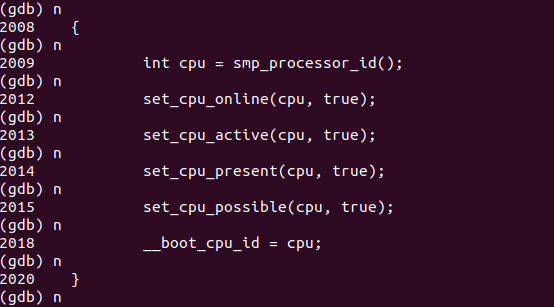 (gdb) n
2008    {
(gdb) n
2009            int cpu = smp_processor_id();
(gdb) n
2012            set_cpu_online(cpu, true);
(gdb) n
2013            set_cpu_active(cpu, true);
(gdb) n
2014            set_cpu_present(cpu, true);
(gdb) n
2015            set_cpu_possible(cpu, true);
(gdb) n
2018            __boot_cpu_id = cpu;
(gdb) n
2020    }
(gdb) n